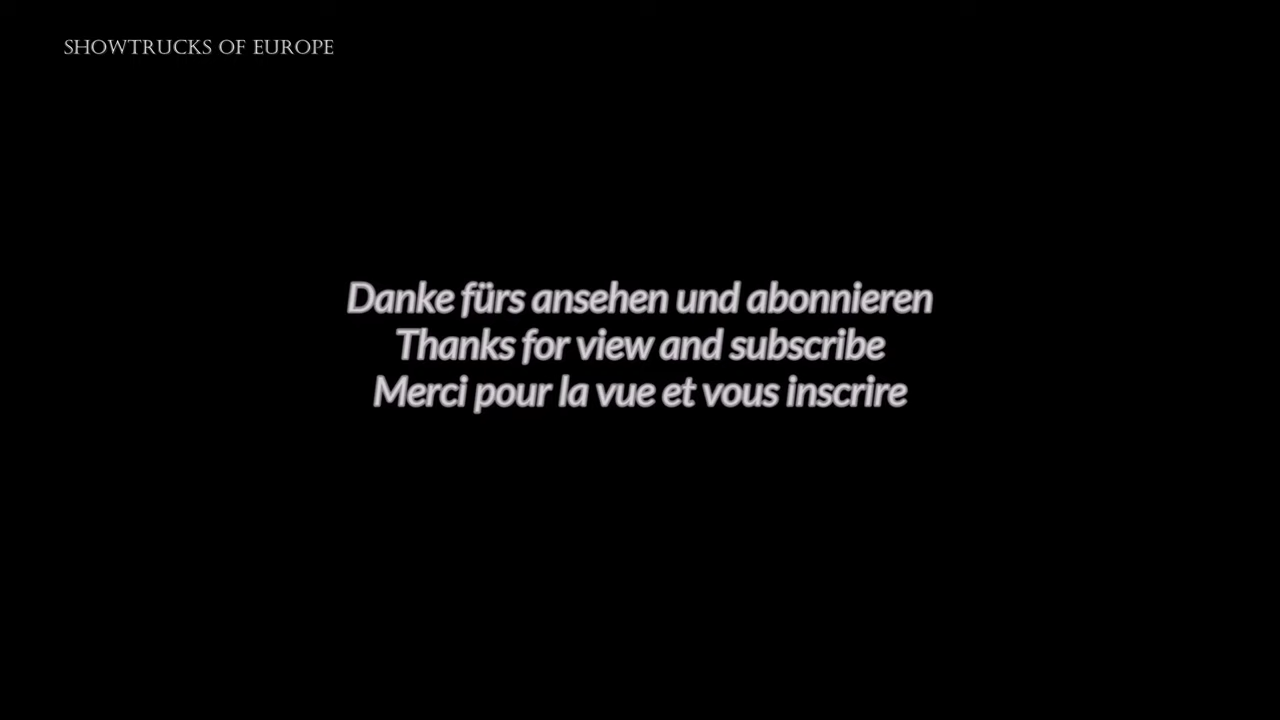 SHOWTRUCKS OF EUROPE
Danke fürs ansehen und abonnieren
Thanks for view and subscribe
Merci pour la vue et vous inscrire